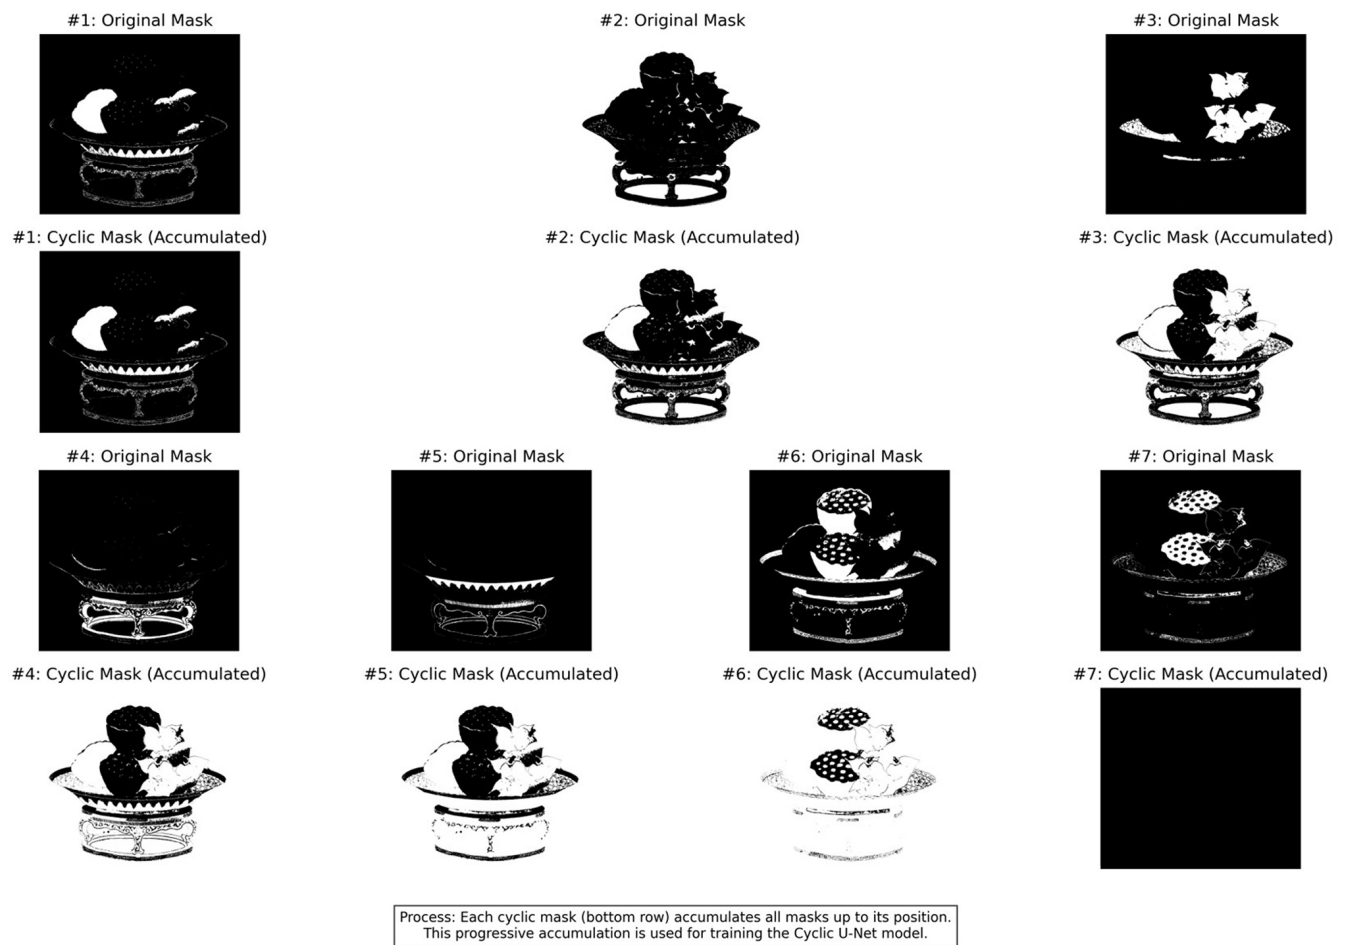 #1: Original Mask
#2: Original Mask
#3: Original Mask
#1: Cyclic Mask (Accumulated)
#2: Cyclic Mask (Accumulated)
#3: Cyclic Mask (Accumulated)
#4: Original Mask
#5: Original Mask
#6: Original Mask
#7: Original Mask
#4: Cyclic Mask (Accumulated)
#5: Cyclic Mask (Accumulated)
#6: Cyclic Mask (Accumulated)
#7: Cyclic Mask (Accumulated)
Process: Each cyclic mask (bottom row) accumulates all masks up to its position.
This progressive accumulation is used for training the Cyclic U-Net model.